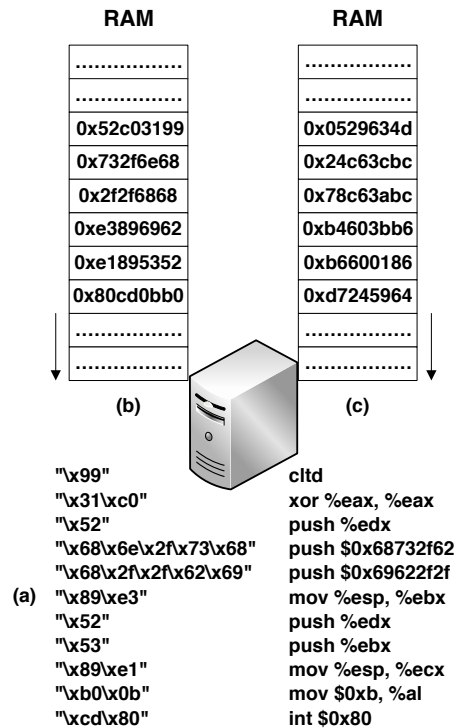 RAM RAM
................. .................
................. .................
0x52c03199 0x0529634d
0x732f6e68 0x24c63cbc
0x2f2f6868 0x78c63abc
0xe3896962 0xb4603bb6
0xe1895352 0xb6600186
0x80cd0bb0 0xd7245964
................. .................
................. .................
(b) (c)
"\x99" cltd
"\x31\xc0" xor %eax, %eax
"\x52" push %edx
"\x68\x6e\x2f\x73\x68" push $0x68732f62
"\x68\x2f\x2f\x62\x69" push $0x69622f2f
(a) "\x89\xe3" mov %esp, %ebx
"\x52" push %edx
"\x53" push %ebx
"\x89\xe1" mov %esp, %ecx
"\xb0\x0b" mov $0xb, %al
"\xcd\x80" int $0x80